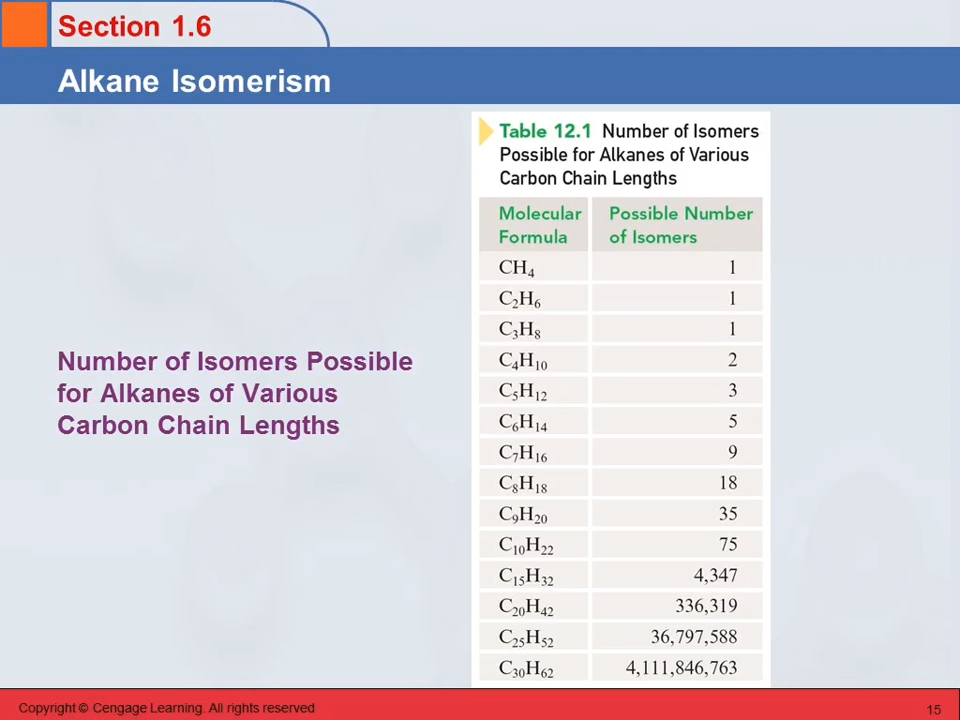 Section 1.6
Alkane Isomerism
Number of Isomers Possible
for Alkanes of Various
Carbon Chain Lengths
Table 12.1 Number of Isomers
Possible for Alkanes of Various
Carbon Chain Lengths
Molecular Formula Possible Number of Isomers
CH₄ 1
C₂H₆ 1
C₃H₈ 1
C₄H₁₀ 2
C₅H₁₂ 3
C₆H₁₄ 5
C₇H₁₆ 9
C₈H₁₈ 18
C₉H₂₀ 35
C₁₀H₂₂ 75
C₁₅H₃₂ 4,347
C₂₀H₄₂ 336,319
C₂₅H₅₂ 36,797,588
C₃₀H₆₂ 4,111,846,763
Copyright © Cengage Learning. All rights reserved 15